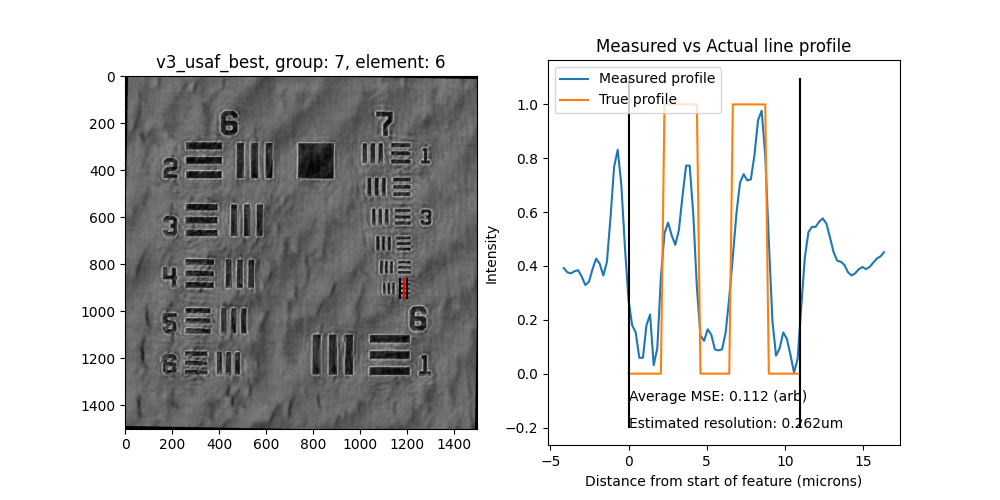 v3_usaf_best, group: 7, element: 6
0
200
400
600
800
1000
1200
1400
0 200 400 600 800 1000 1200 1400
6 7
2 1
3 3
4
5 6
6 1
Measured vs Actual line profile
Measured profile
True profile
Intensity
1.0
0.8
0.6
0.4
0.2
0.0
−0.2
Average MSE: 0.112 (arb)
Estimated resolution: 0.262um
−5 0 5 10 15
Distance from start of feature (microns)